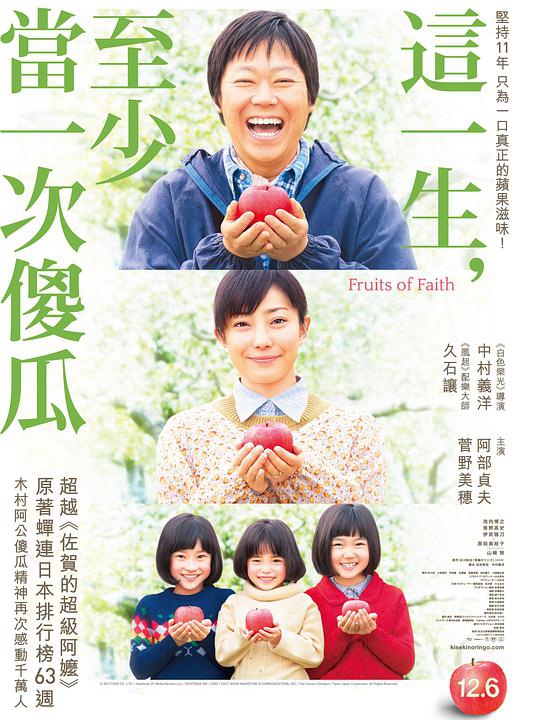 堅持11年 只為一口真正的蘋果滋味！
這一生，
至少
當一次傻瓜
Fruits of Faith
《白色榮光》導演
中村義洋
《風起》配樂大師
久石讓
主演
阿部貞夫
菅野美穗
池內博之
笹野高史
伊武雅刀
原田美枝子
山﨑努
超越《佐賀的超級阿嬤》
原著蟬連日本排行榜63週
木村阿公傻瓜精神再次感動千萬人
kisekinoringo.com
12.6